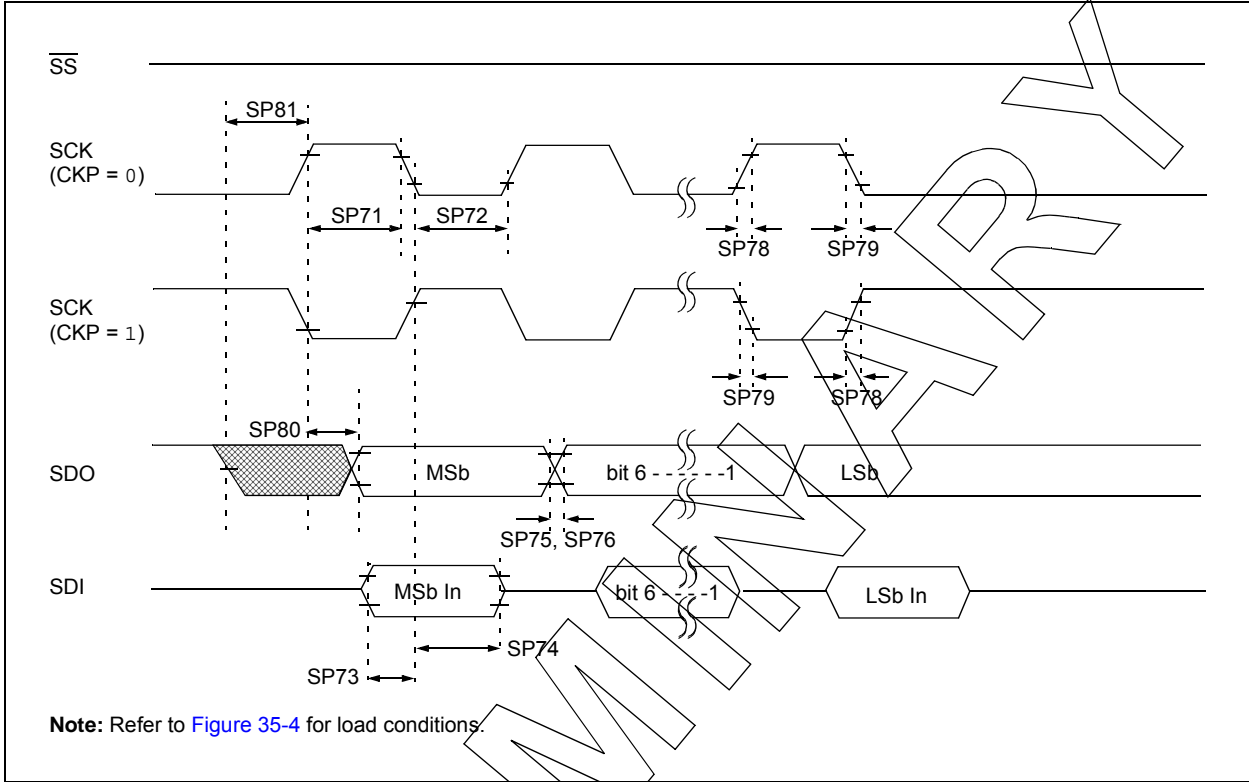 SS
SP81
SCK
(CKP = 0)
SP71
SP72
SP78
SP79
SCK
(CKP = 1)
SP79
SP78
SP80
SDO
MSb
bit 6 - - - - - -1
LSb
SP75, SP76
SDI
MSb In
bit 6 - - - - -1
LSb In
SP74
SP73
Note: Refer to Figure 35-4 for load conditions.
MINARY